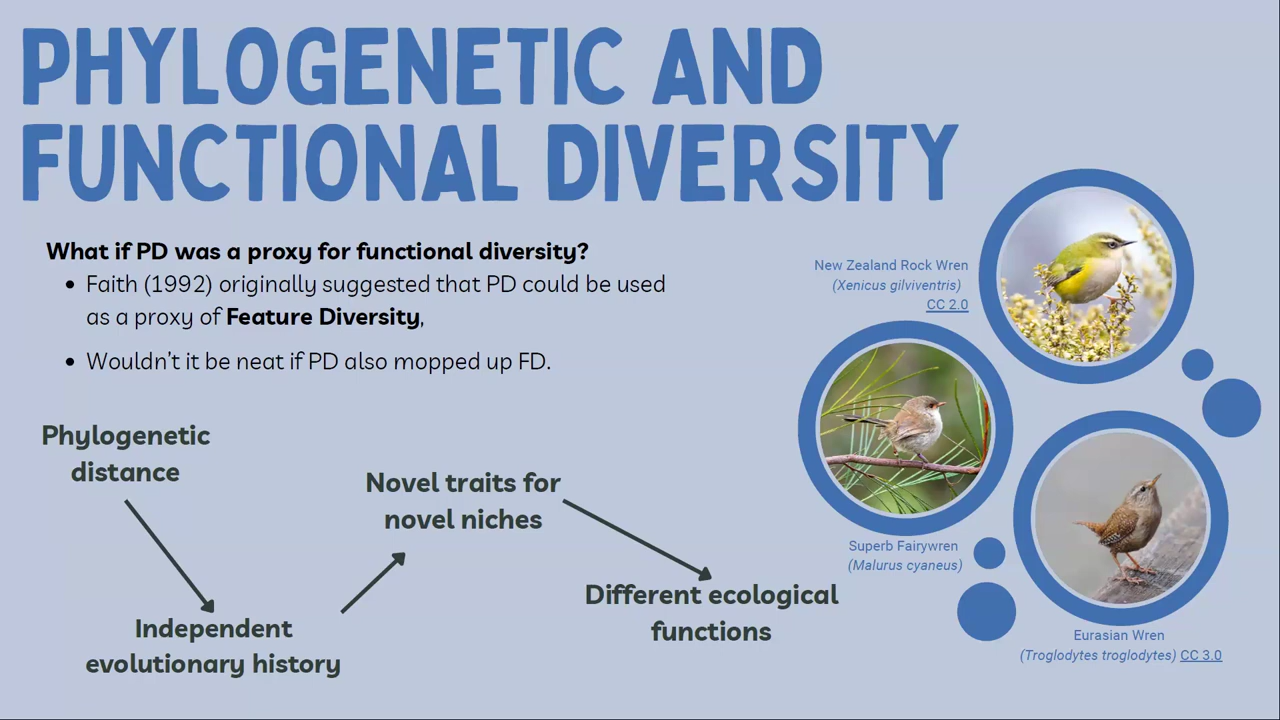 PHYLOGENETIC AND
FUNCTIONAL DIVERSITY
What if PD was a proxy for functional diversity?
• Faith (1992) originally suggested that PD could be used
as a proxy of Feature Diversity,
• Wouldn't it be neat if PD also mopped up FD.
Phylogenetic
distance
Independent
evolutionary history
Novel traits for
novel niches
Different ecological
functions
New Zealand Rock Wren
(Xenicus gilviventris)
CC 2.0
Superb Fairywren
(Malurus cyaneus)
Eurasian Wren
(Troglodytes troglodytes) CC 3.0